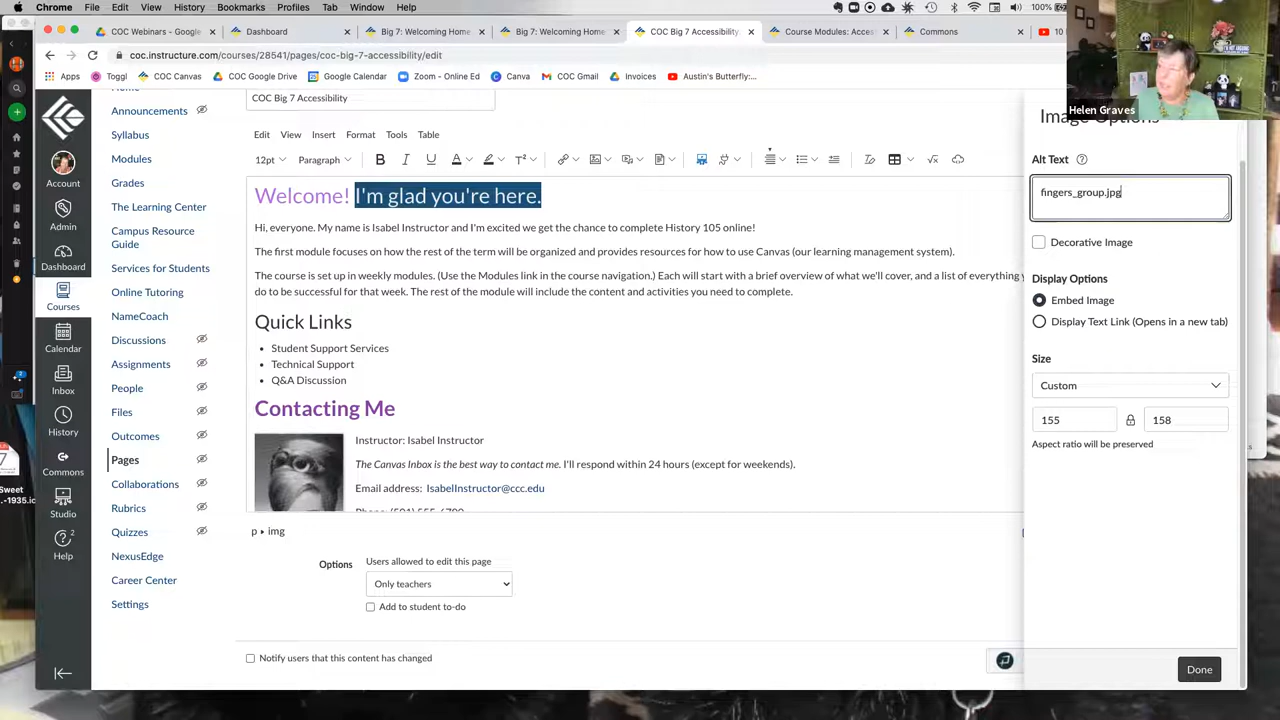 Chrome File Edit View History Bookmarks Profiles Tab Window Help 100%
COC Webinars - Google Dashboard Big 7: Welcoming Home Big 7: Welcoming Home COC Big 7 Accessibility Course Modules: Acces Commons 10
coc.instructure.com/courses/28541/pages/coc-big-7-accessibility/edit
Apps Toggl COC Canvas COC Google Drive Google Calendar Zoom - Online Ed Canva COC Gmail Invoices Austin's Butterfly:...
Helen Graves
Account
Admin
Dashboard
Courses
Calendar
Inbox
History
Commons
Studio
2
Help
Home
Announcements
Syllabus
Modules
Grades
The Learning Center
Campus Resource
Guide
Services for Students
Online Tutoring
NameCoach
Discussions
Assignments
People
Files
Outcomes
Pages
Collaborations
Rubrics
Quizzes
NexusEdge
Career Center
Settings
COC Big 7 Accessibility
Edit View Insert Format Tools Table
12pt Paragraph B I U A T²
Welcome! I'm glad you're here.
Hi, everyone. My name is Isabel Instructor and I'm excited we get the chance to complete History 105 online!
The first module focuses on how the rest of the term will be organized and provides resources for how to use Canvas (our learning management system).
The course is set up in weekly modules. (Use the Modules link in the course navigation.) Each will start with a brief overview of what we'll cover, and a list of everything
do to be successful for that week. The rest of the module will include the content and activities you need to complete.
Quick Links
Student Support Services
Technical Support
Q&A Discussion
Contacting Me
Instructor: Isabel Instructor
The Canvas Inbox is the best way to contact me. I'll respond within 24 hours (except for weekends).
Email address: IsabelInstructor@ccc.edu
p ▸ img
Options
Users allowed to edit this page
Only teachers
Add to student to-do
Notify users that this content has changed
Image Options
Alt Text
fingers_group.jpg
Decorative Image
Display Options
Embed Image
Display Text Link (Opens in a new tab)
Size
Custom
155 158
Aspect ratio will be preserved
Done
Sweet
-1935.ic